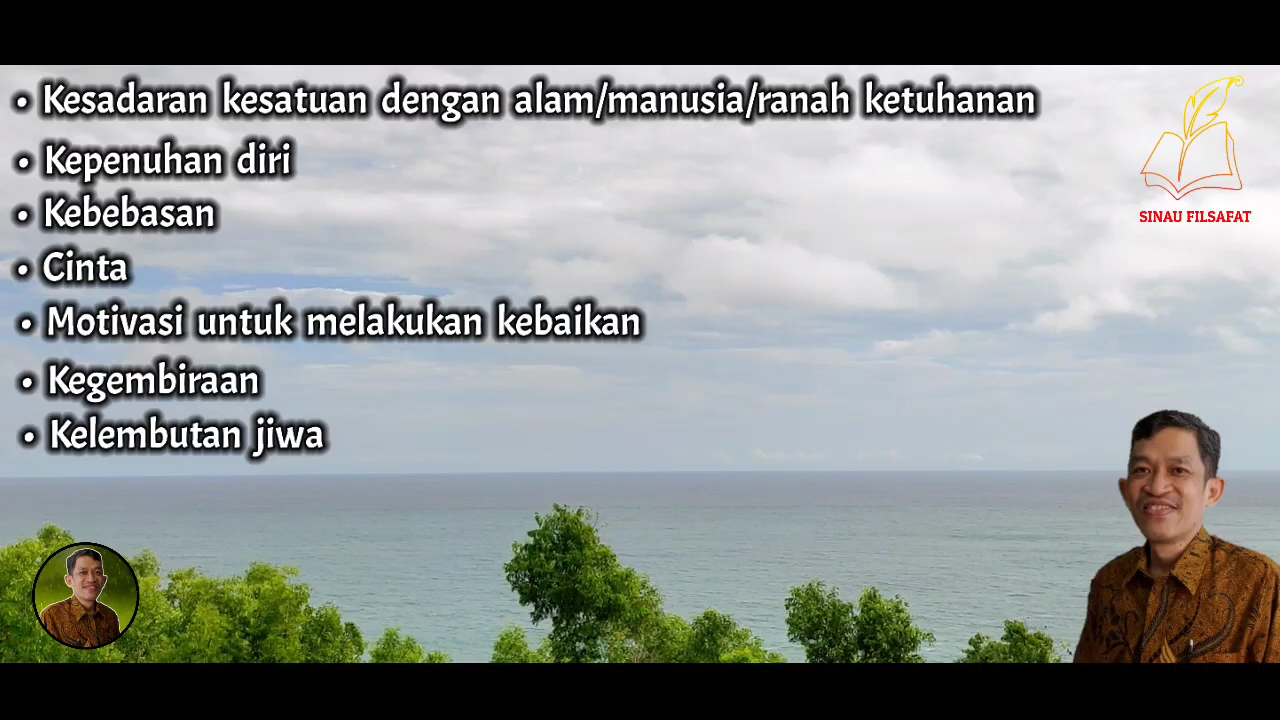 • Kesadaran kesatuan dengan alam/manusia/ranah ketuhanan
• Kepenuhan diri
• Kebebasan
• Cinta
• Motivasi untuk melakukan kebaikan
• Kegembiraan
• Kelembutan jiwa
SINAU FILSAFAT